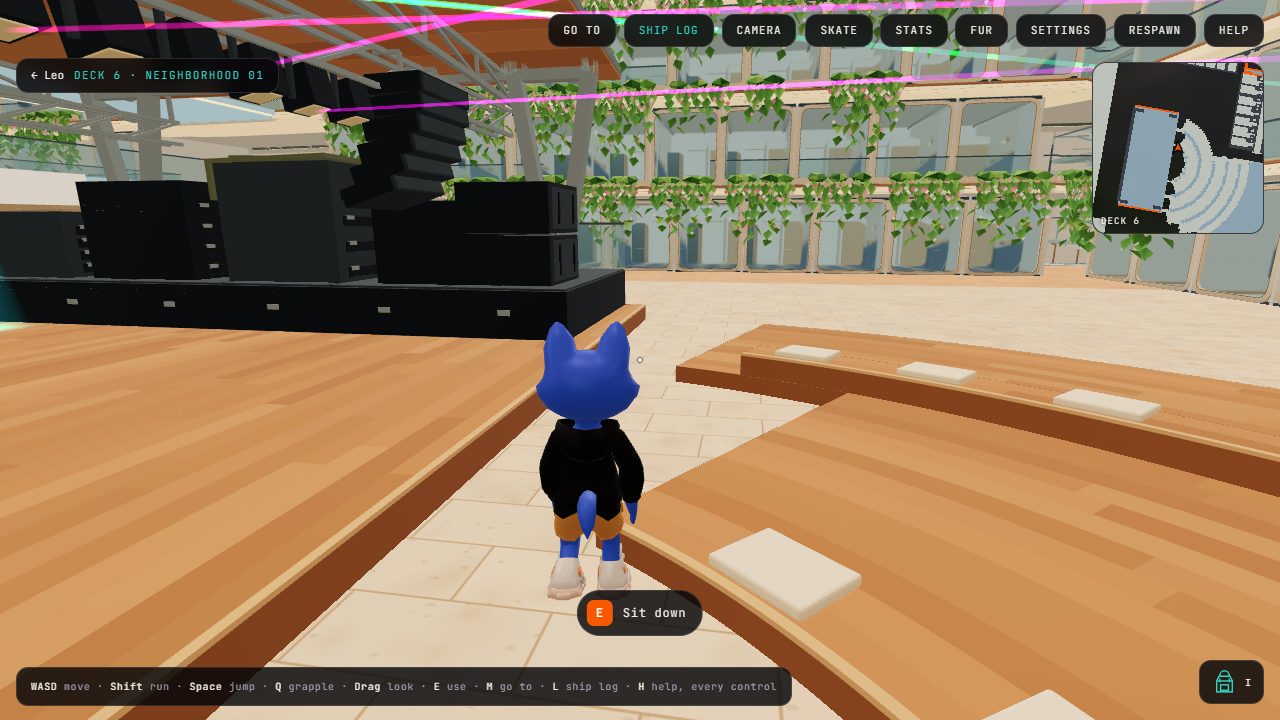 GO TO
SHIP LOG
CAMERA
SKATE
STATS
FUR
SETTINGS
RESPAWN
HELP
← Leo DECK 6 · NEIGHBORHOOD 01
DECK 6
E Sit down
WASD move · Shift run · Space jump · Q grapple · Drag look · E use · M go to · L ship log · H help, every control
I